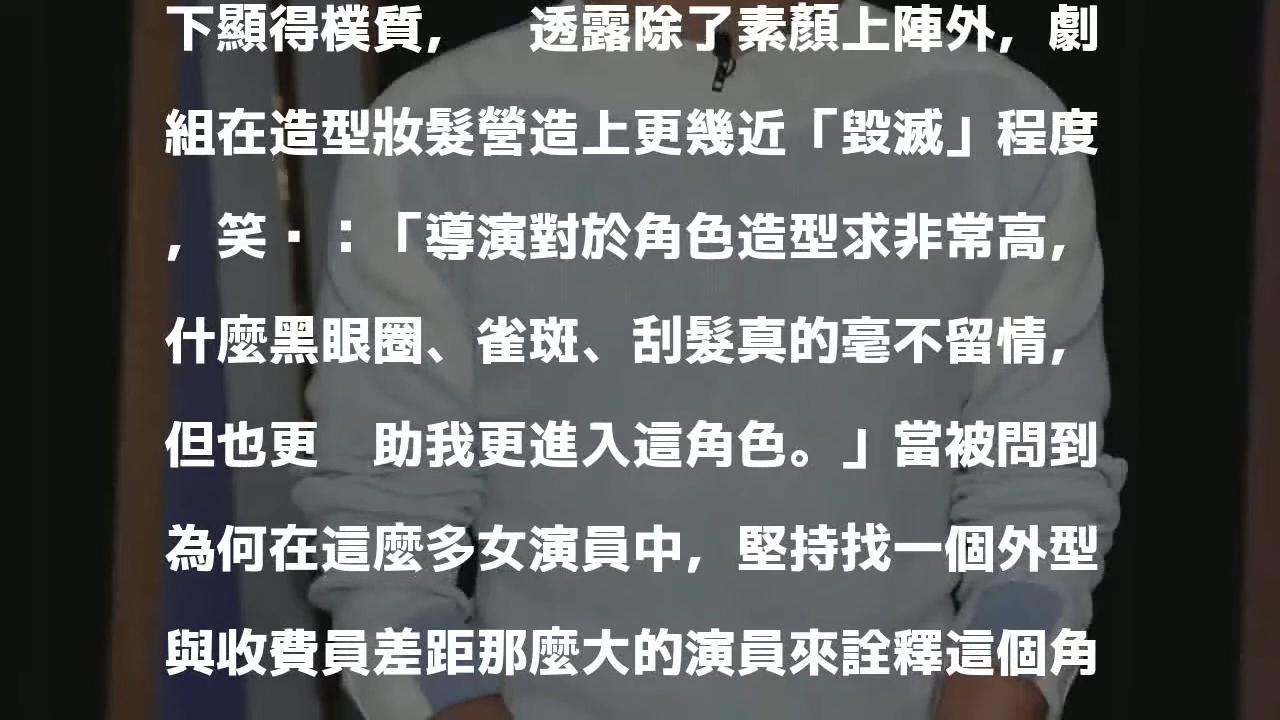 下顯得樸質，　透露除了素顏上陣外，劇
組在造型妝髮營造上更幾近「毀滅」程度
，笑▪：「導演對於角色造型求非常高，
什麼黑眼圈、雀斑、刮髮真的毫不留情，
但也更　助我更進入這角色。」當被問到
為何在這麼多女演員中，堅持找一個外型
與收費員差距那麼大的演員來詮釋這個角